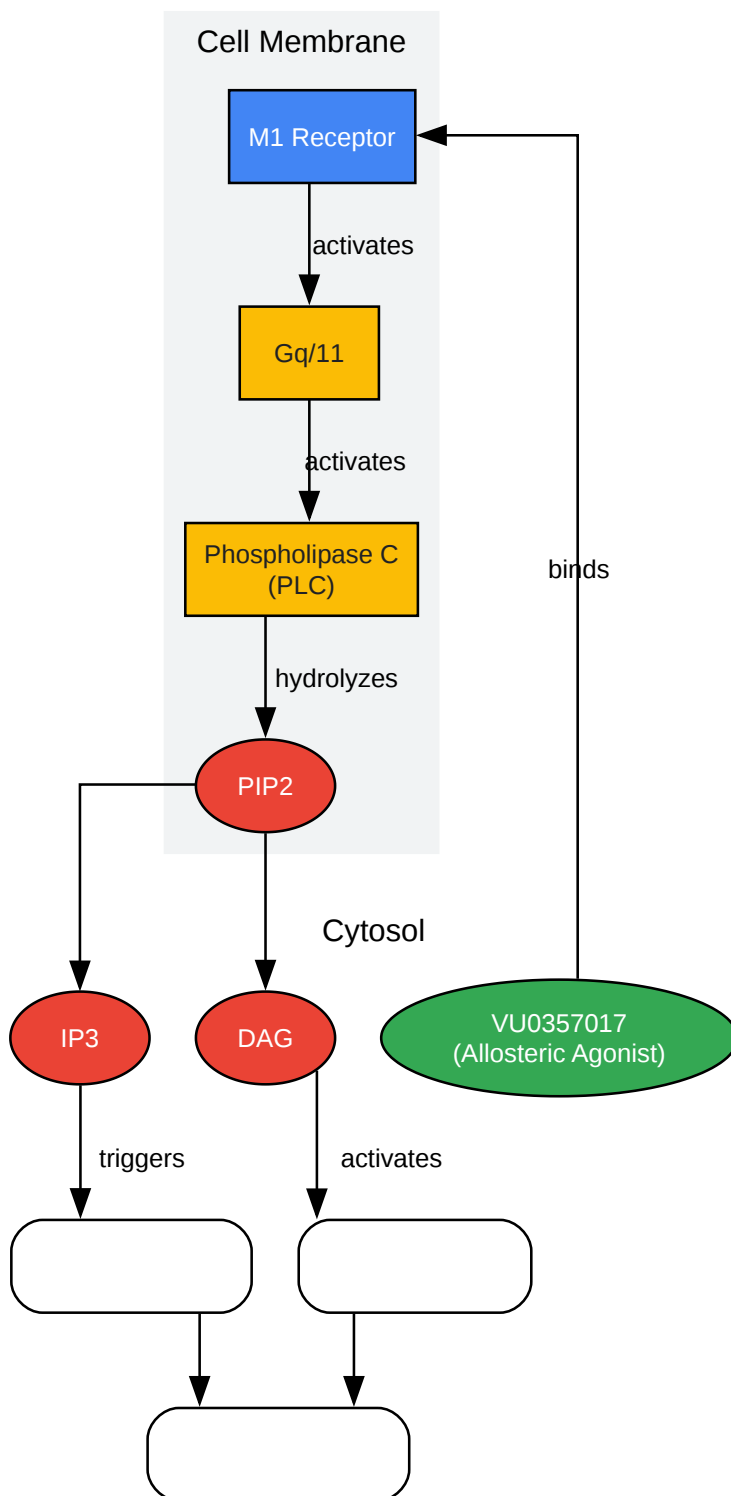 Cell Membrane
M1 Receptor
activates
Gq/11
activates
Phospholipase C
(PLC)
binds
hydrolyzes
PIP2
Cytosol
IP3
DAG
VU0357017
(Allosteric Agonist)
triggers
activates